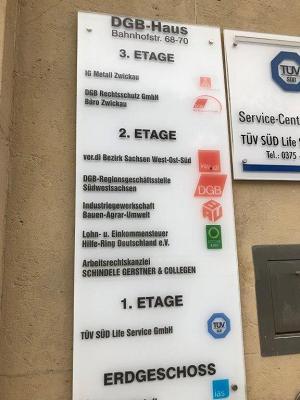 DGB-Haus
Bahnhofstr. 68-70
3. ETAGE
IG Metall Zwickau
DGB Rechtsschutz GmbH
Büro Zwickau
2. ETAGE
ver.di Bezirk Sachsen West-Ost-Süd
DGB-Regionsgeschäftsstelle
Südwestsachsen
DGB
Industriegewerkschaft
Bauen-Agrar-Umwelt
Lohn- u. Einkommensteuer
Hilfe-Ring Deutschland e.V.
Arbeitsrechtskanzlei
SCHINDELE GERSTNER & COLLEGEN
1. ETAGE
TÜV SÜD Life Service GmbH
TÜV
ERDGESCHOSS
ias
TÜV
SÜD
Service-Cent
TÜV SÜD Life
Tel.: 0375